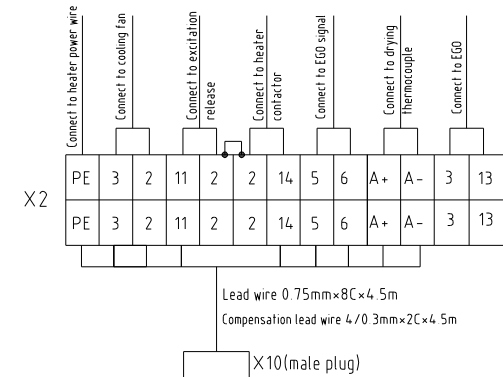 Connect to heater power wire
Connect to cooling fan
Connect to excitation
release
Connect to heater
contactor
Connect to EGO signal
Connect to drying
thermocouple
Connect to EGO
X2
PE 3 2 11 2 2 14 5 6 A+ A- 3 13
PE 3 2 11 2 2 14 5 6 A+ A- 3 13
Lead wire 0.75mm×8C×4.5m
Compensation lead wire 4/0.3mm×2C×4.5m
X10(male plug)